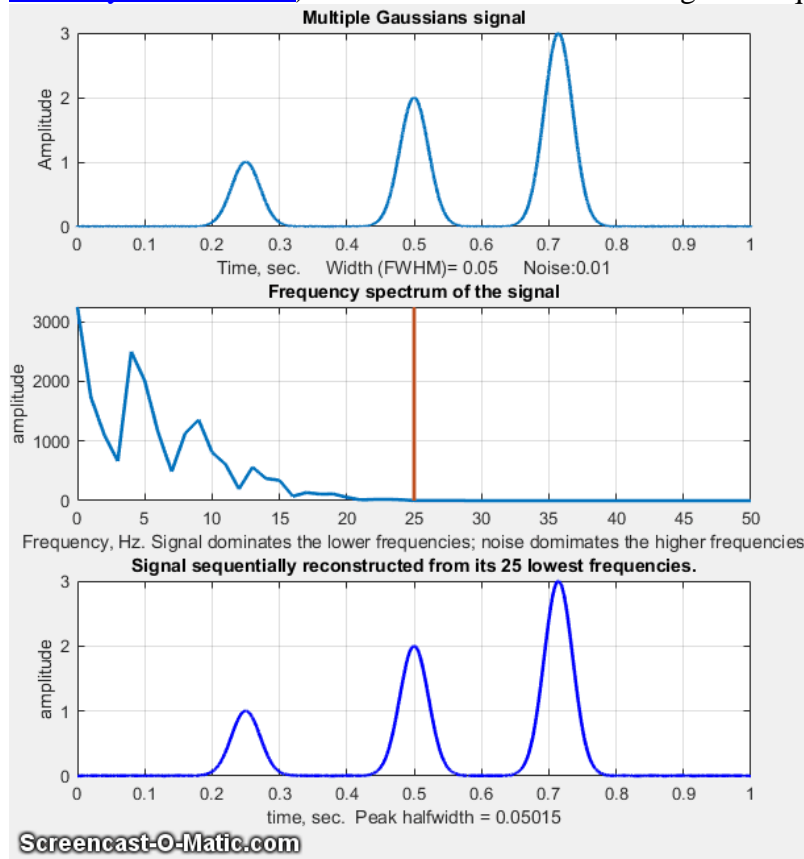 Multiple Gaussians signal
3
2
1
0
Amplitude
0 0.1 0.2 0.3 0.4 0.5 0.6 0.7 0.8 0.9 1
Time, sec. Width (FWHM)= 0.05 Noise:0.01
Frequency spectrum of the signal
3000
2000
1000
0
amplitude
0 5 10 15 20 25 30 35 40 45 50
Frequency, Hz. Signal dominates the lower frequencies; noise domimates the higher frequencies
Signal sequentially reconstructed from its 25 lowest frequencies.
3
2
1
0
amplitude
0 0.1 0.2 0.3 0.4 0.5 0.6 0.7 0.8 0.9 1
time, sec. Peak halfwidth = 0.05015
Screencast-O-Matic.com